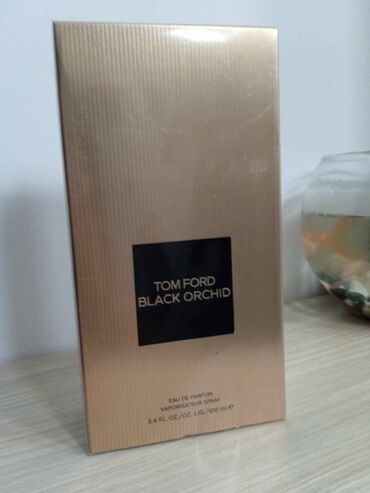 TOM FORD
BLACK ORCHID
EAU DE PARFUM
VAPORISATEUR SPRAY
3.4 FL.OZ./OZ. LIQ./100 ml ℮